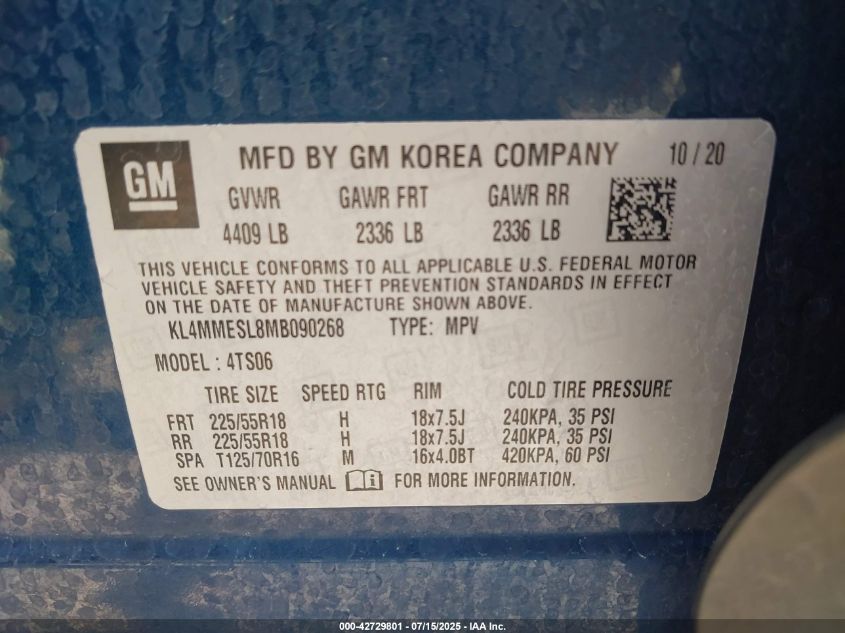 GM MFD BY GM KOREA COMPANY 10 / 20
GVWR GAWR FRT GAWR RR
4409 LB 2336 LB 2336 LB
THIS VEHICLE CONFORMS TO ALL APPLICABLE U.S. FEDERAL MOTOR
VEHICLE SAFETY AND THEFT PREVENTION STANDARDS IN EFFECT
ON THE DATE OF MANUFACTURE SHOWN ABOVE.
KL4MMESL8MB090268 TYPE: MPV
MODEL : 4TS06
TIRE SIZE SPEED RTG RIM COLD TIRE PRESSURE
FRT 225/55R18 H 18x7.5J 240KPA, 35 PSI
RR 225/55R18 H 18x7.5J 240KPA, 35 PSI
SPA T125/70R16 M 16x4.0BT 420KPA, 60 PSI
SEE OWNER'S MANUAL i FOR MORE INFORMATION.
000-42729801 - 07/15/2025 - IAA Inc.